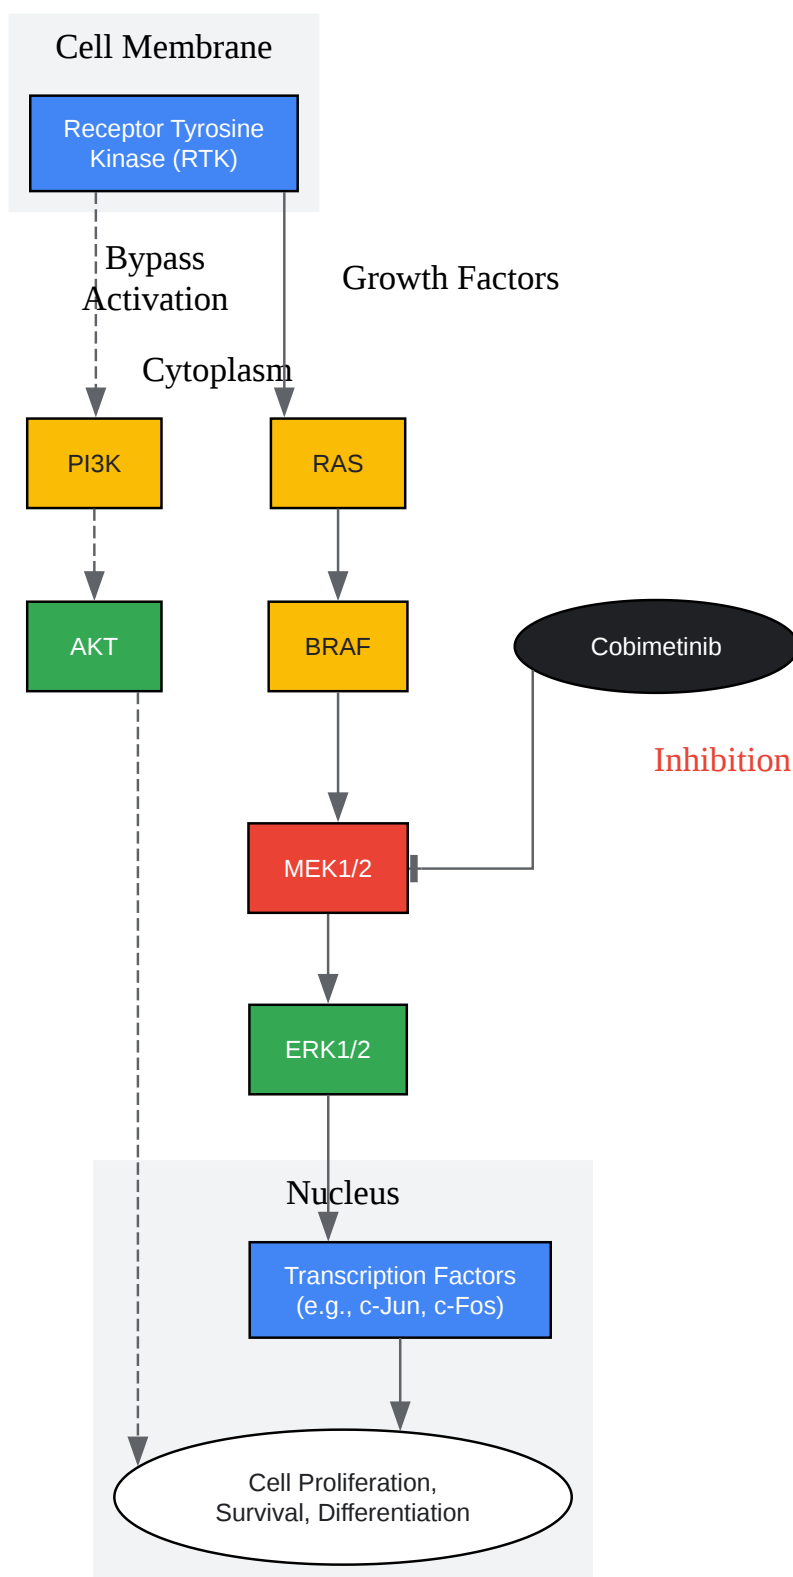 Cell Membrane
Receptor Tyrosine
Kinase (RTK)
Bypass
Activation
Growth Factors
Cytoplasm
PI3K
RAS
AKT
BRAF
Cobimetinib
Inhibition
MEK1/2
ERK1/2
Nucleus
Transcription Factors
(e.g., c-Jun, c-Fos)
Cell Proliferation,
Survival, Differentiation